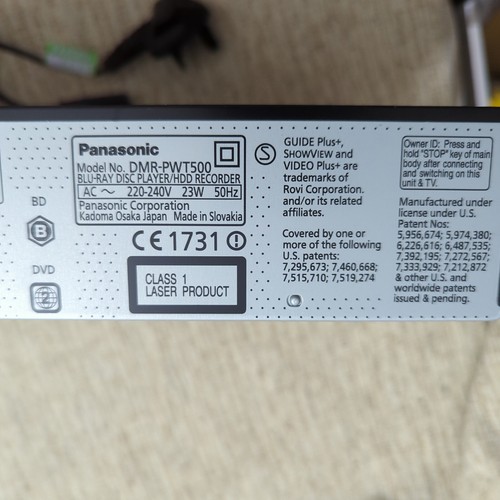 Panasonic
Model No. DMR-PWT500
BLU-RAY DISC PLAYER/HDD RECORDER
AC ～ 220-240V 23W 50Hz
Panasonic Corporation
Kadoma Osaka Japan Made in Slovakia
CE1731
BD
B
DVD
2
CLASS 1
LASER PRODUCT
S
GUIDE Plus+,
SHOWVIEW and
VIDEO Plus+ are
trademarks of
Rovi Corporation.
and/or its related
affiliates.
Covered by one or
more of the following
U.S. patents:
7,295,673; 7,460,668;
7,515,710; 7,519,274
Owner ID: Press and
hold "STOP" key of main
body after connecting
and switching on this
unit & TV.
Manufactured under
license under U.S.
Patent Nos:
5,956,674; 5,974,380;
6,226,616; 6,487,535;
7,392,195; 7,272,567;
7,333,929; 7,212,872
& other U.S. and
worldwide patents
issued & pending.